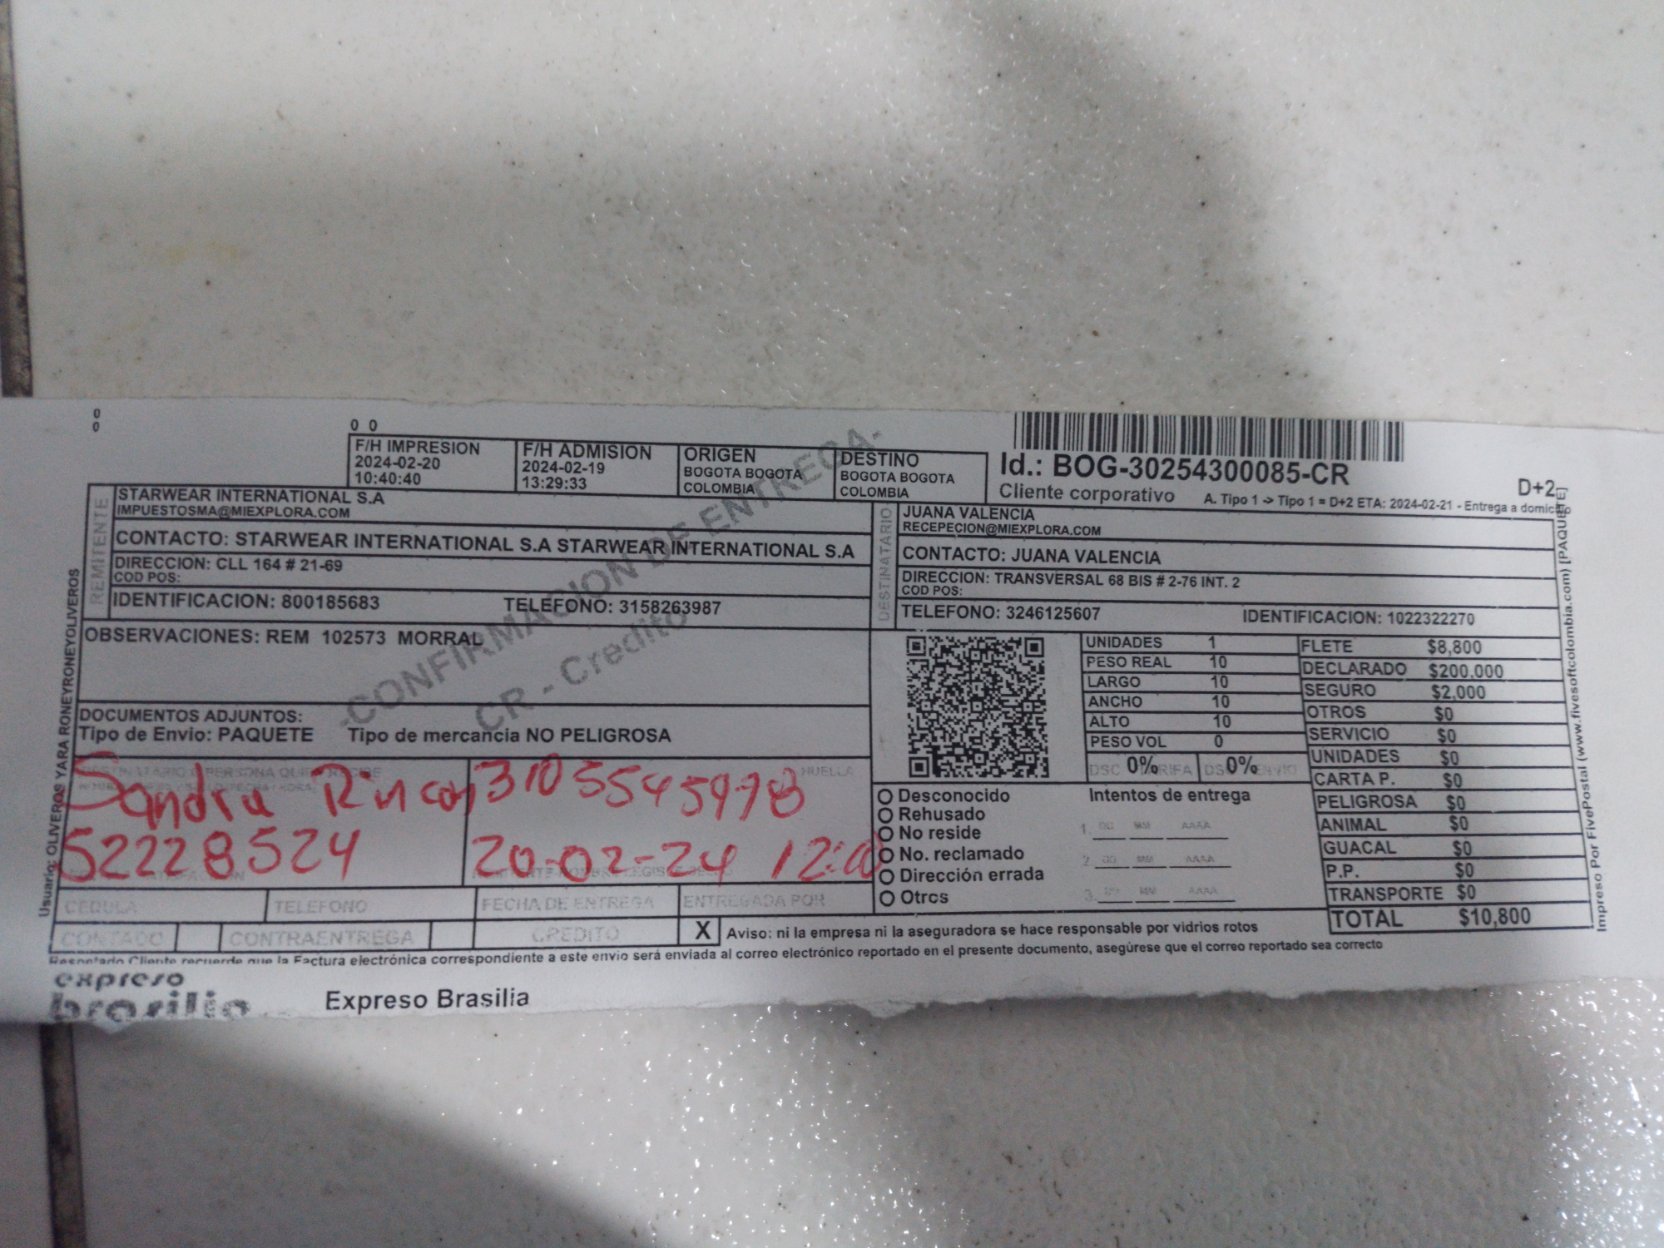 0
0
0 0
F/H IMPRESION
2024-02-20
10:40:40
F/H ADMISION
2024-02-19
13:29:33
ORIGEN
BOGOTA BOGOTA
COLOMBIA
DESTINO
BOGOTA BOGOTA
COLOMBIA
Id.: BOG-30254300085-CR
Cliente corporativo
A. Tipo 1 -> Tipo 1 = D+2 ETA: 2024-02-21 - Entrega a domicilio
D+2
REMITENTE
STARWEAR INTERNATIONAL S.A
IMPUESTOSMA@MIEXPLORA.COM
CONTACTO: STARWEAR INTERNATIONAL S.A STARWEAR INTERNATIONAL S.A
DIRECCION: CLL 164 # 21-69
COD POS:
IDENTIFICACION: 800185683 TELEFONO: 3158263987
DESTINATARIO
JUANA VALENCIA
RECEPECION@MIEXPLORA.COM
CONTACTO: JUANA VALENCIA
DIRECCION: TRANSVERSAL 68 BIS # 2-76 INT. 2
COD POS:
TELEFONO: 3246125607 IDENTIFICACION: 1022322270
OBSERVACIONES: REM 102573 MORRAL
-CONFIRMACION DE ENTREGA-
CR - Credito
DOCUMENTOS ADJUNTOS:
Tipo de Envio: PAQUETE Tipo de mercancia NO PELIGROSA
UNIDADES 1
PESO REAL 10
LARGO 10
ANCHO 10
ALTO 10
PESO VOL 0
DSC 0% TARIFA DSC 0% ENVIO
FLETE $8,800
DECLARADO $200.000
SEGURO $2,000
OTROS $0
SERVICIO $0
UNIDADES $0
CARTA P. $0
PELIGROSA $0
ANIMAL $0
GUACAL $0
P.P. $0
TRANSPORTE $0
TOTAL $10,800
HUELLA
Sandra Rincon 3105545978
52228524 20-02-24 12:00
Desconocido
Rehusado
No reside
No. reclamado
Dirección errada
Otros
Intentos de entrega
1. DD MM AAAA
2. DD MM AAAA
3. DD MM AAAA
CEDULA TELEFONO FECHA DE ENTREGA ENTREGADA POR
CONTADO CONTRAENTREGA CREDITO X
Aviso: ni la empresa ni la aseguradora se hace responsable por vidrios rotos
Cliente recuerde que la Factura electrónica correspondiente a este envio será enviada al correo electrónico reportado en el presente documento, asegúrese que el correo reportado sea correcto
expreso
brasilia
Expreso Brasilia
Usuario: OLIVEROS YARA RONEYRONEYOLIVEROS
Impreso Por FivePostal (www.fivesoftcolombia.com) [PAQUETE]